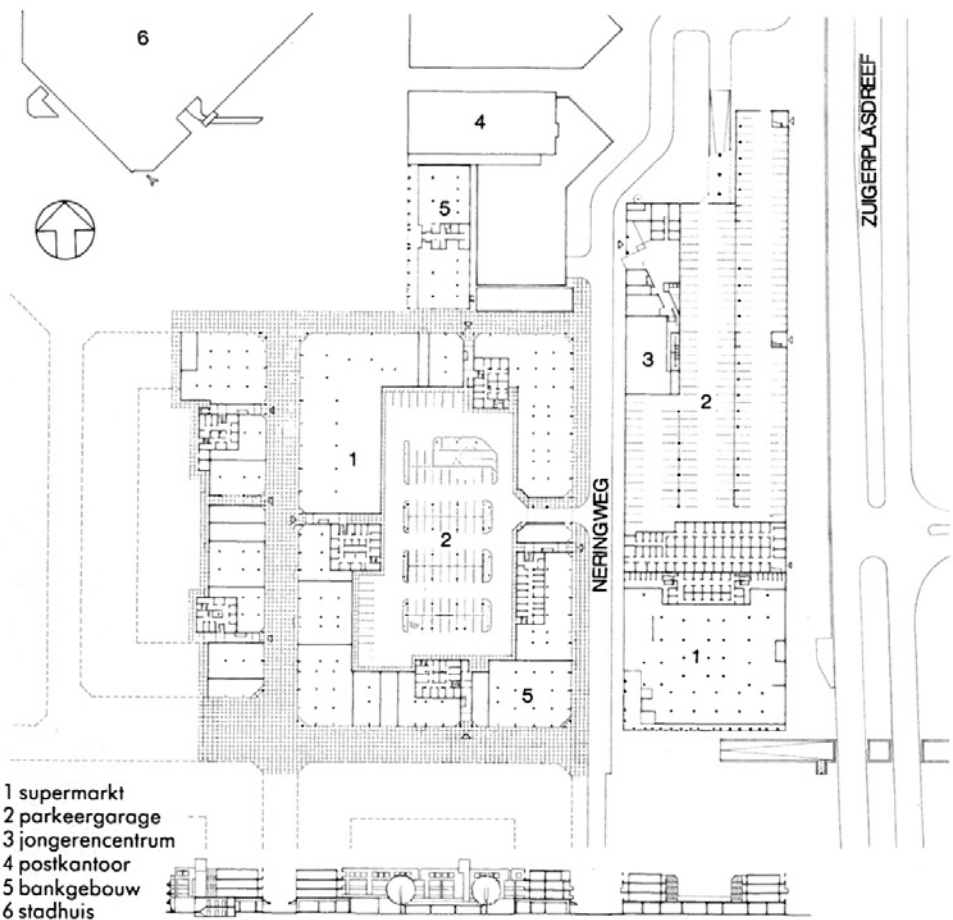 6
4
5
ZUIGERPLASDREEF
3
2
1
2
NERINGWEG
1
5
1 supermarkt
2 parkeergarage
3 jongerencentrum
4 postkantoor
5 bankgebouw
6 stadhuis